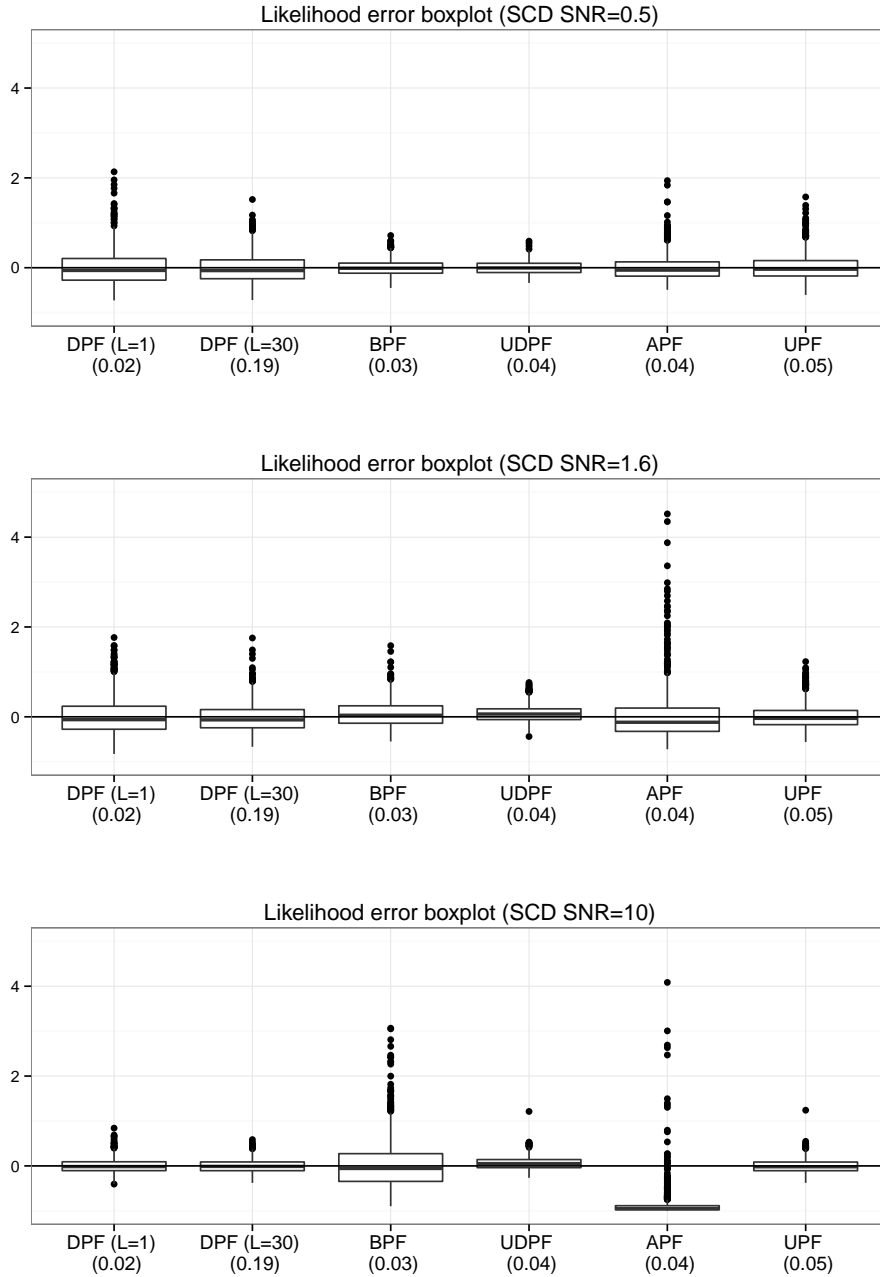 Likelihood error boxplot (SCD SNR=0.5)
4
2
0
DPF (L=1) DPF (L=30) BPF UDPF APF UPF
(0.02) (0.19) (0.03) (0.04) (0.04) (0.05)
Likelihood error boxplot (SCD SNR=1.6)
4
2
0
DPF (L=1) DPF (L=30) BPF UDPF APF UPF
(0.02) (0.19) (0.03) (0.04) (0.04) (0.05)
Likelihood error boxplot (SCD SNR=10)
4
2
0
DPF (L=1) DPF (L=30) BPF UDPF APF UPF
(0.02) (0.19) (0.03) (0.04) (0.04) (0.05)